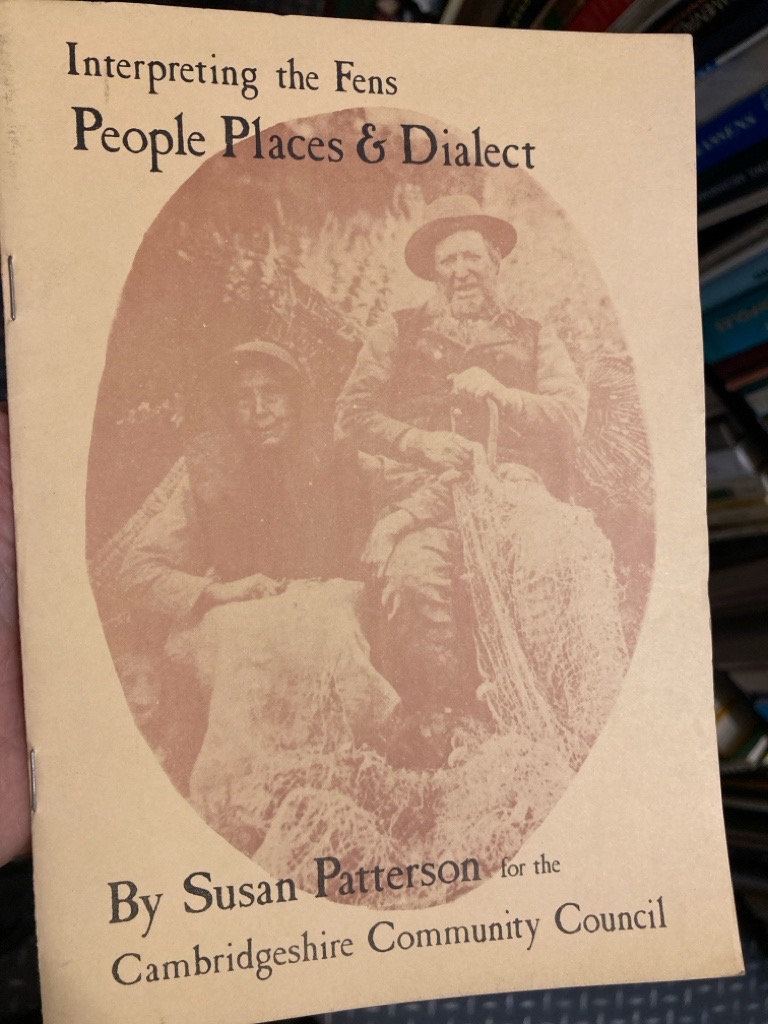 Interpreting the Fens
People Places & Dialect
By Susan Patterson for the
Cambridgeshire Community Council